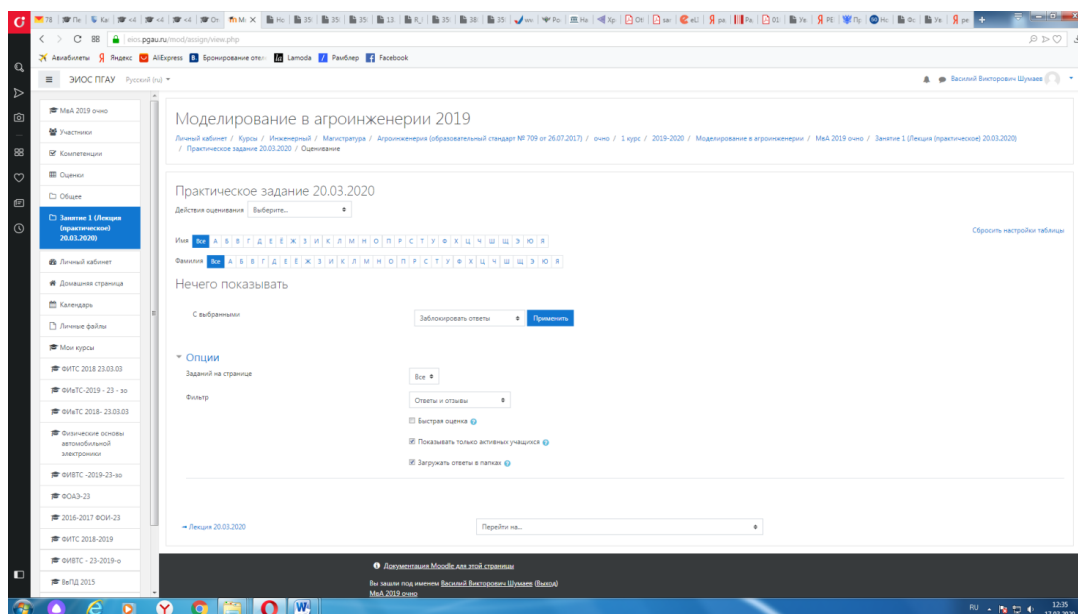 eios.pgau.ru/mod/assign/view.php
Авиабилеты Яндекс AliExpress Бронирование отел Lamoda Рамблер Facebook
ЭИОС ПГАУ Русский (ru)
Василий Викторович Шумаев
МвА 2019 очно
Участники
Компетенции
Оценки
Общее
Занятие 1 (Лекция
(практическое)
20.03.2020)
Личный кабинет
Домашняя страница
Календарь
Личные файлы
Мои курсы
ФИТС 2018 23.03.03
ФИвТС-2019 - 23 - зо
ФИвТС 2018- 23.03.03
Физические основы
автомобильной
электроники
ФИВТС -2019-23-зо
ФОАЭ-23
2016-2017 ФОИ-23
ФИТС 2018-2019
ФИВТС - 23-2019-о
ВвПД 2015
Моделирование в агроинженерии 2019
Личный кабинет / Курсы / Инженерный / Магистратура / Агроинженерия (образовательный стандарт № 709 от 26.07.2017) / очно / 1 курс / 2019-2020 / Моделирование в агроинженерии / МвА 2019 очно / Занятие 1 (Лекция (практическое) 20.03.2020)
/ Практическое задание 20.03.2020 / Оценивание
Практическое задание 20.03.2020
Действия оценивания Выберите...
Сбросить настройки таблицы
Имя Все А Б В Г Д Е Ё Ж З И К Л М Н О П Р С Т У Ф Х Ц Ч Ш Щ Э Ю Я
Фамилия Все А Б В Г Д Е Ё Ж З И К Л М Н О П Р С Т У Ф Х Ц Ч Ш Щ Э Ю Я
Нечего показывать
С выбранными Заблокировать ответы Применить
Опции
Заданий на странице Все
Фильтр Ответы и отзывы
Быстрая оценка
Показывать только активных учащихся
Загружать ответы в папках
Лекция 20.03.2020 Перейти на...
Документация Moodle для этой страницы
Вы зашли под именем Василий Викторович Шумаев (Выход)
МвА 2019 очно
RU 12:35
17.03.2020